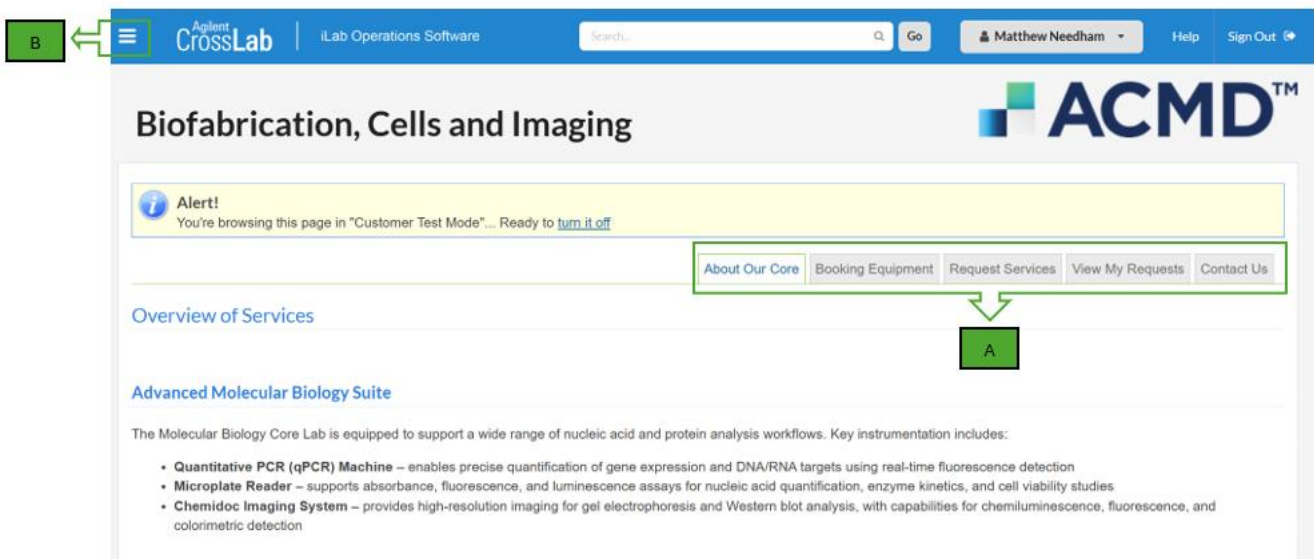 B
Agilent
CrossLab
iLab Operations Software
Search...
Go
Matthew Needham
Help
Sign Out
Biofabrication, Cells and Imaging
ACMD™
Alert!
You're browsing this page in "Customer Test Mode"... Ready to turn it off
About Our Core
Booking Equipment
Request Services
View My Requests
Contact Us
A
Overview of Services
Advanced Molecular Biology Suite
The Molecular Biology Core Lab is equipped to support a wide range of nucleic acid and protein analysis workflows. Key instrumentation includes:
• Quantitative PCR (qPCR) Machine – enables precise quantification of gene expression and DNA/RNA targets using real-time fluorescence detection
• Microplate Reader – supports absorbance, fluorescence, and luminescence assays for nucleic acid quantification, enzyme kinetics, and cell viability studies
• Chemidoc Imaging System – provides high-resolution imaging for gel electrophoresis and Western blot analysis, with capabilities for chemiluminescence, fluorescence, and
colorimetric detection